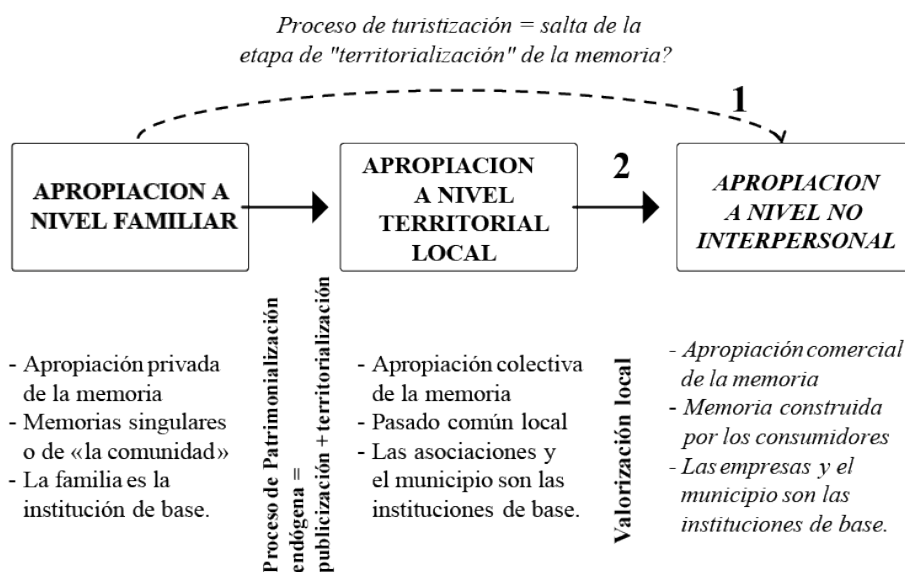 Proceso de turistización = salta de la
etapa de "territorialización" de la memoria?
1
APROPIACION A
NIVEL FAMILIAR
APROPIACION
A NIVEL
TERRITORIAL
LOCAL
2
APROPIACION
A NIVEL NO
INTERPERSONAL
- Apropiación privada
de la memoria
- Memorias singulares
o de «la comunidad»
- La familia es la
institución de base.
Proceso de Patrimonialización
endógena =
publicización + territorialización
- Apropiación colectiva
de la memoria
- Pasado común local
- Las asociaciones y
el municipio son las
instituciones de base.
Valorización local
- Apropiación comercial
de la memoria
- Memoria construida
por los consumidores
- Las empresas y el
municipio son las
instituciones de base.